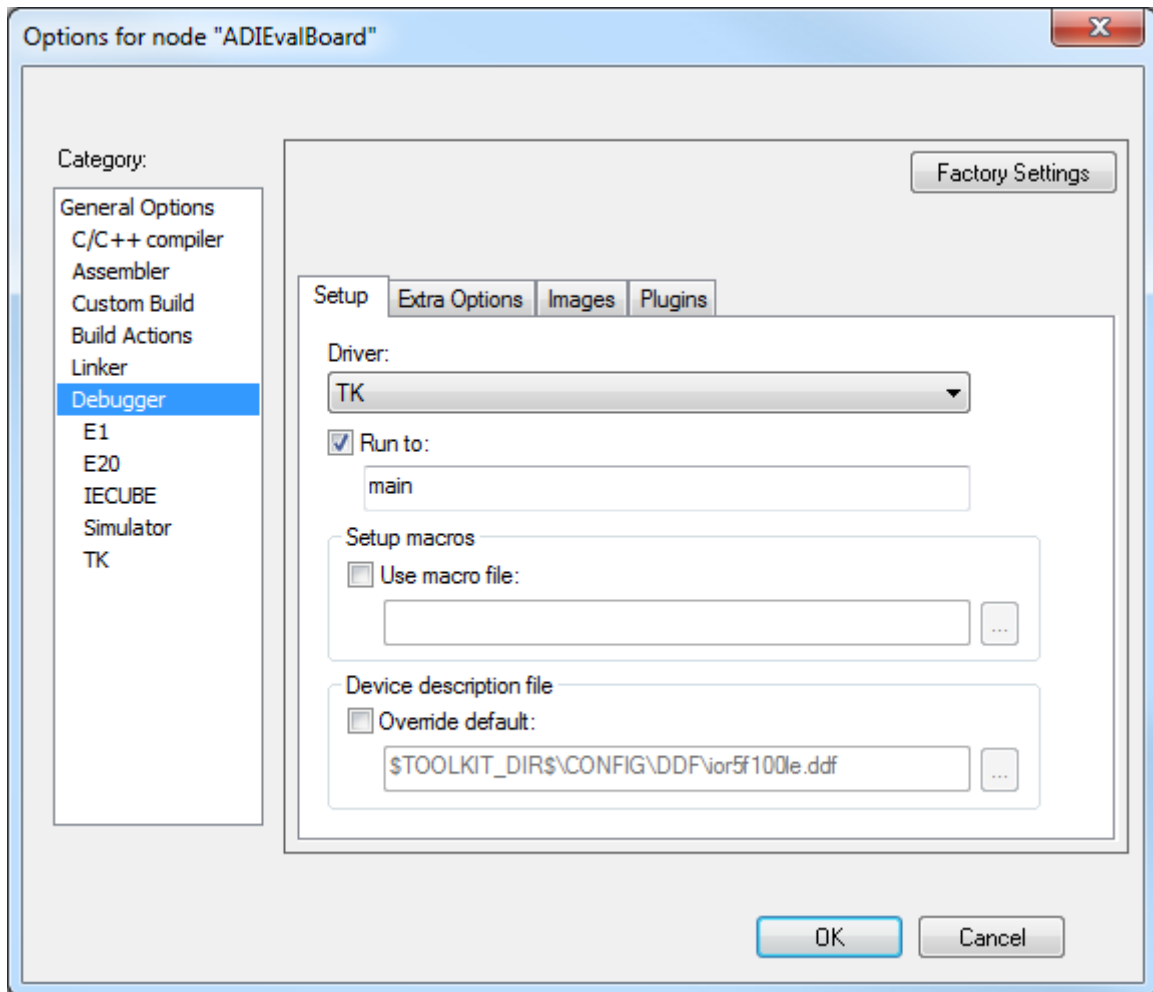 Options for node "ADIEvalBoard"
Category:
General Options
C/C++ compiler
Assembler
Custom Build
Build Actions
Linker
Debugger
E1
E20
IECUBE
Simulator
TK
Factory Settings
Setup Extra Options Images Plugins
Driver:
TK
Run to:
main
Setup macros
Use macro file:
...
Device description file
Override default:
$TOOLKIT_DIR$\CONFIG\DDF\ior5f100le.ddf
...
OK Cancel